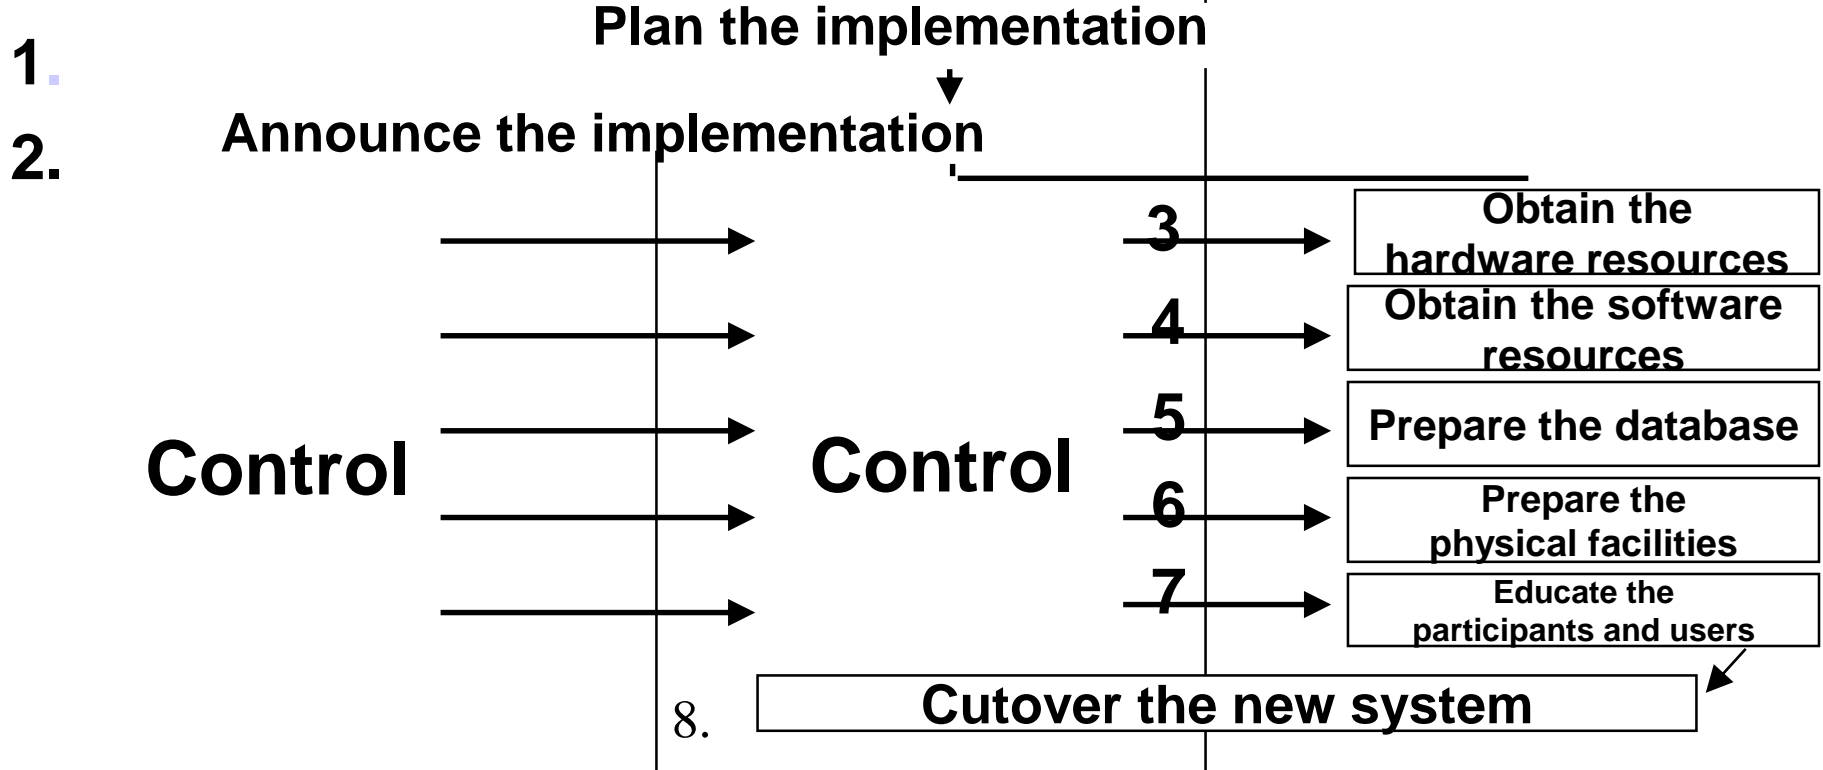 1.
Plan the implementation
2.
Announce the implementation
3
Obtain the
hardware resources
4
Obtain the software
resources
Control
Control
5
Prepare the database
6
Prepare the
physical facilities
7
Educate the
participants and users
8.
Cutover the new system